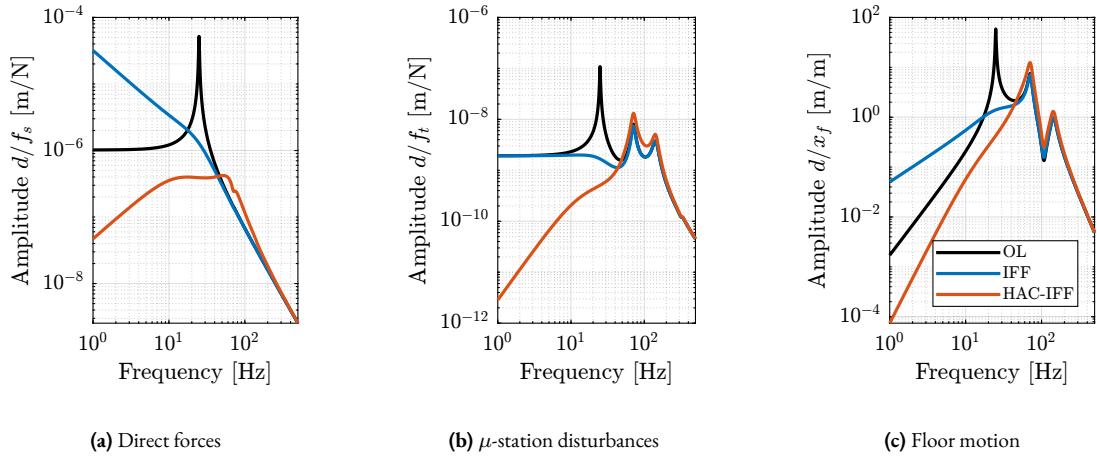 Amplitude d/f_s [m/N]
10^-4
10^-6
10^-8
10^0 10^1 10^2
Frequency [Hz]
(a) Direct forces
Amplitude d/f_t [m/N]
10^-6
10^-8
10^-10
10^-12
10^0 10^1 10^2
Frequency [Hz]
(b) μ-station disturbances
Amplitude d/x_f [m/m]
10^2
10^0
10^-2
10^-4
OL
IFF
HAC-IFF
10^0 10^1 10^2
Frequency [Hz]
(c) Floor motion